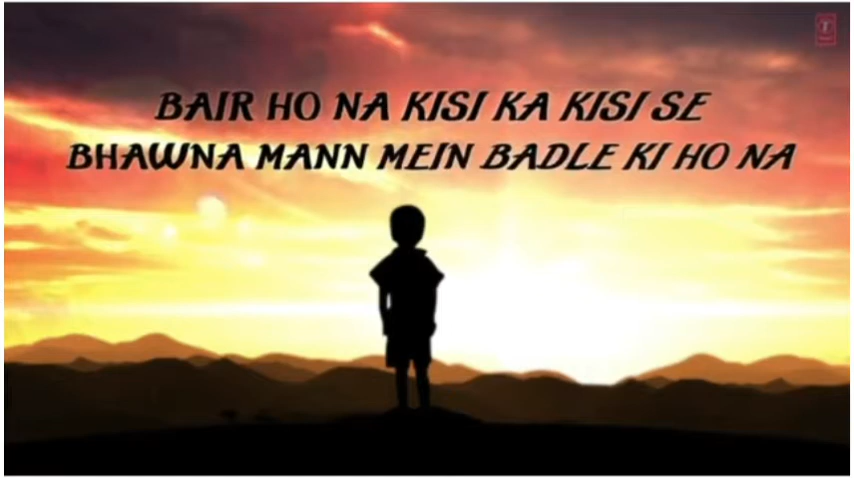 BAIR HO NA KISI KA KISI SE
BHAWNA MANN MEIN BADLE KI HO NA